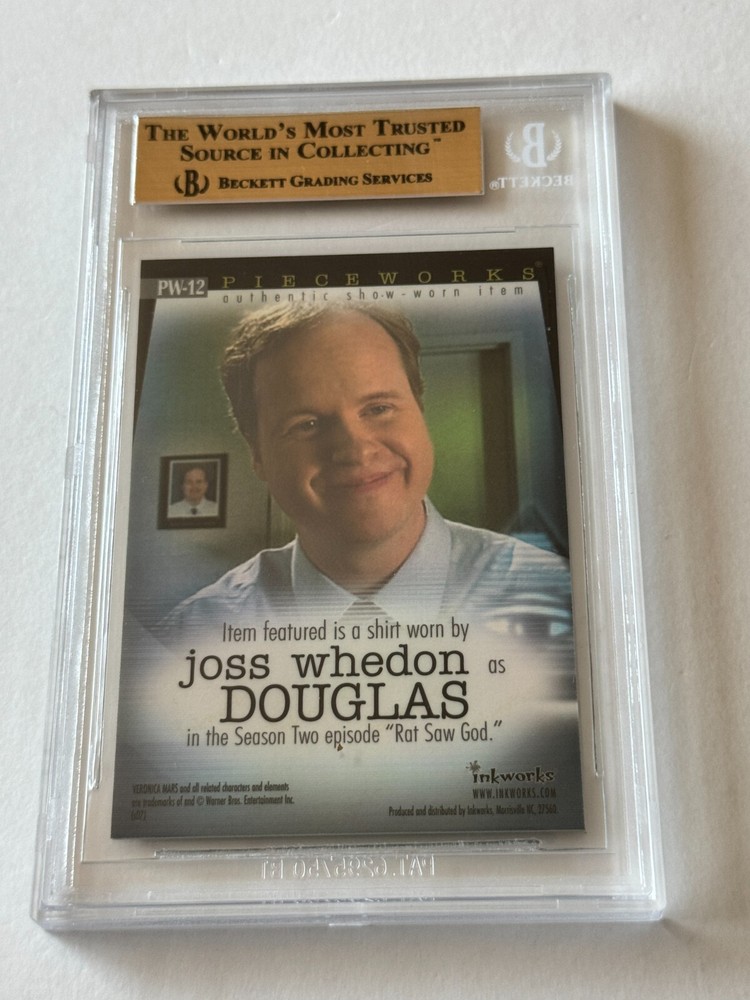 THE WORLD'S MOST TRUSTED
SOURCE IN COLLECTING™
B BECKETT GRADING SERVICES
B
BECKETT®
PW-12 PIECEWORKS®
authentic show-worn item
Item featured is a shirt worn by
joss whedon as
DOUGLAS
in the Season Two episode "Rat Saw God."
inkworks
WWW.INKWORKS.COM
VERONICA MARS and all related characters and elements
are trademarks of and © Warner Bros. Entertainment Inc.
Produced and distributed by Inkworks, Morrisville NC, 27560.